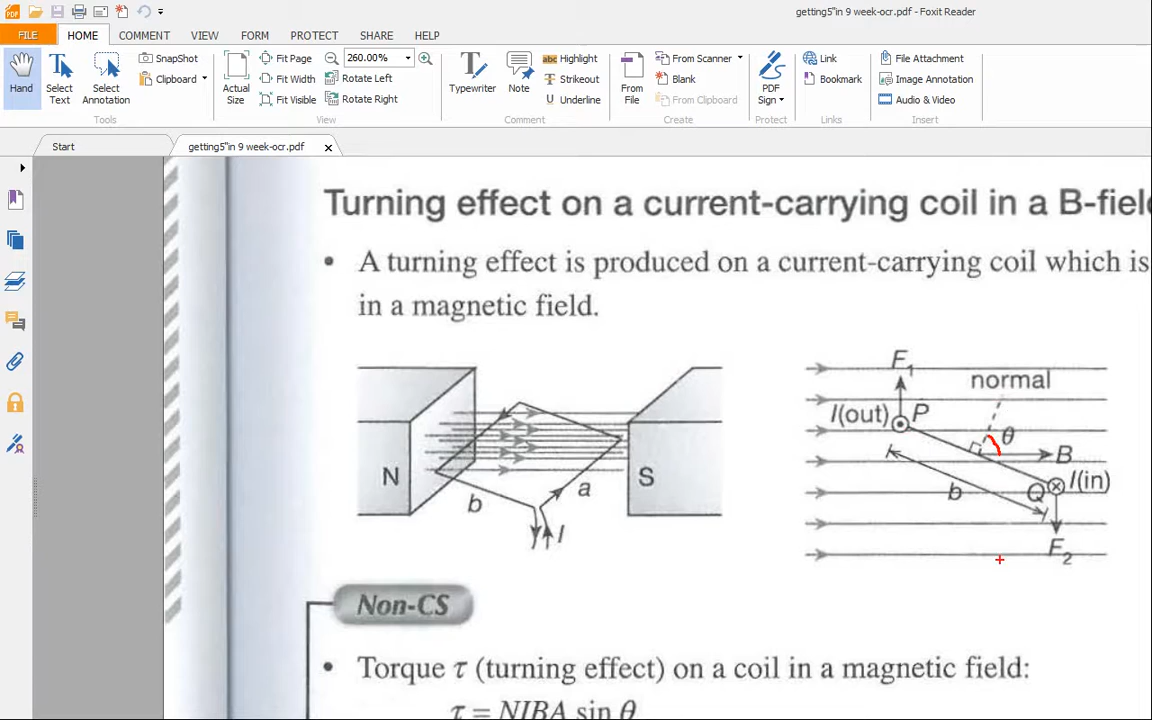 getting5"in 9 week-ocr.pdf - Foxit Reader
FILE HOME COMMENT VIEW FORM PROTECT SHARE HELP
Hand
Select Text
Select Annotation
SnapShot
Clipboard
Tools
Actual Size
Fit Page
Fit Width
Fit Visible
260.00%
Rotate Left
Rotate Right
View
Typewriter
Note
abc Highlight
Strikeout
Underline
Comment
From File
From Scanner
Blank
From Clipboard
Create
PDF Sign
Protect
Link
Bookmark
Links
File Attachment
Image Annotation
Audio & Video
Insert
Start
getting5"in 9 week-ocr.pdf
Turning effect on a current-carrying coil in a B-fiel
• A turning effect is produced on a current-carrying coil which is
in a magnetic field.
N
S
b
a
I
F₁
normal
I(out) P
θ
B
b
Q I(in)
F₂
Non-CS
• Torque τ (turning effect) on a coil in a magnetic field:
τ = NIBA sin θ